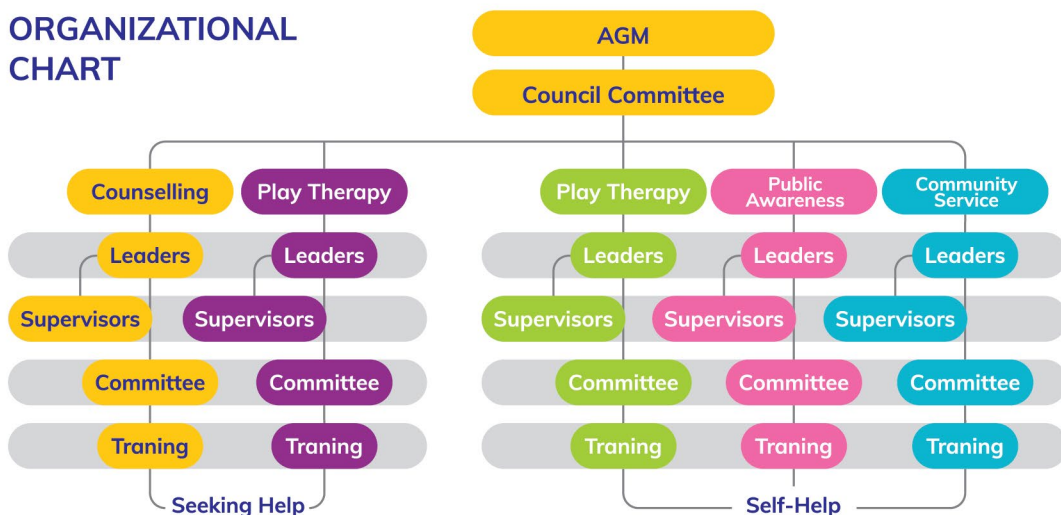 ORGANIZATIONAL
CHART
AGM
Council Committee
Counselling
Play Therapy
Play Therapy
Public
Awareness
Community
Service
Leaders
Leaders
Leaders
Leaders
Leaders
Supervisors
Supervisors
Supervisors
Supervisors
Supervisors
Committee
Committee
Committee
Committee
Committee
Traning
Traning
Traning
Traning
Traning
Seeking Help
Self-Help